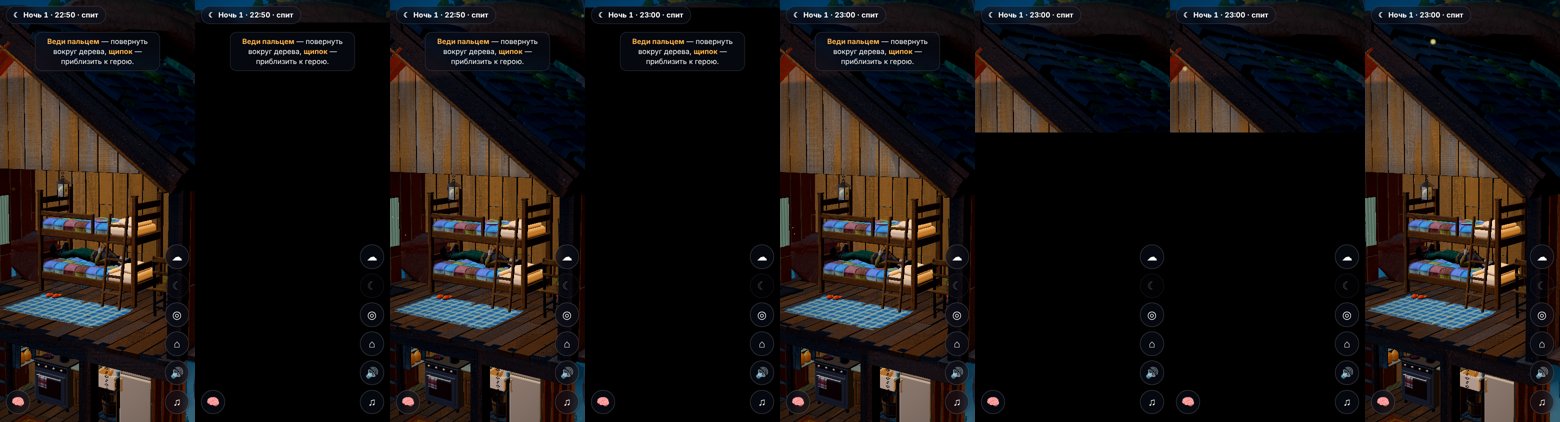 ☾ Ночь 1 · 22:50 · спит
Веди пальцем — повернуть
вокруг дерева, щипок —
приблизить к герою.
☾ Ночь 1 · 22:50 · спит
Веди пальцем — повернуть
вокруг дерева, щипок —
приблизить к герою.
☾ Ночь 1 · 22:50 · спит
Веди пальцем — повернуть
вокруг дерева, щипок —
приблизить к герою.
☾ Ночь 1 · 23:00 · спит
Веди пальцем — повернуть
вокруг дерева, щипок —
приблизить к герою.
☾ Ночь 1 · 23:00 · спит
Веди пальцем — повернуть
вокруг дерева, щипок —
приблизить к герою.
☾ Ночь 1 · 23:00 · спит
☾ Ночь 1 · 23:00 · спит
☾ Ночь 1 · 23:00 · спит